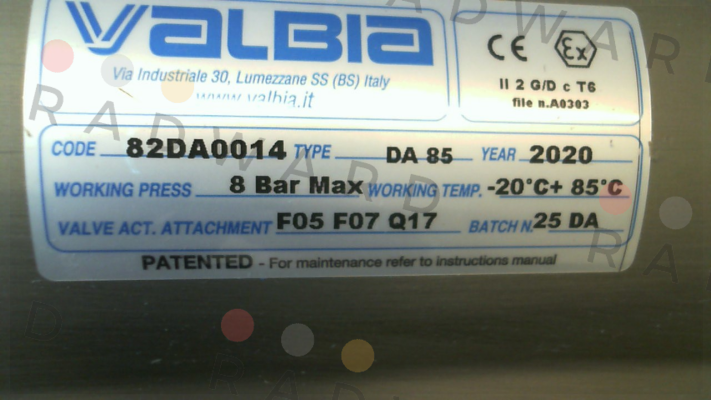 VALBIA
Via Industriale 30, Lumezzane SS (BS) Italy
www.valbia.it
CE Ex
II 2 G/D c T6
file n.A0303
CODE 82DA0014 TYPE DA 85 YEAR 2020
WORKING PRESS 8 Bar Max WORKING TEMP. -20°C+ 85°C
VALVE ACT. ATTACHMENT F05 F07 Q17 BATCH N. 25 DA
PATENTED - For maintenance refer to instructions manual
RADWARD